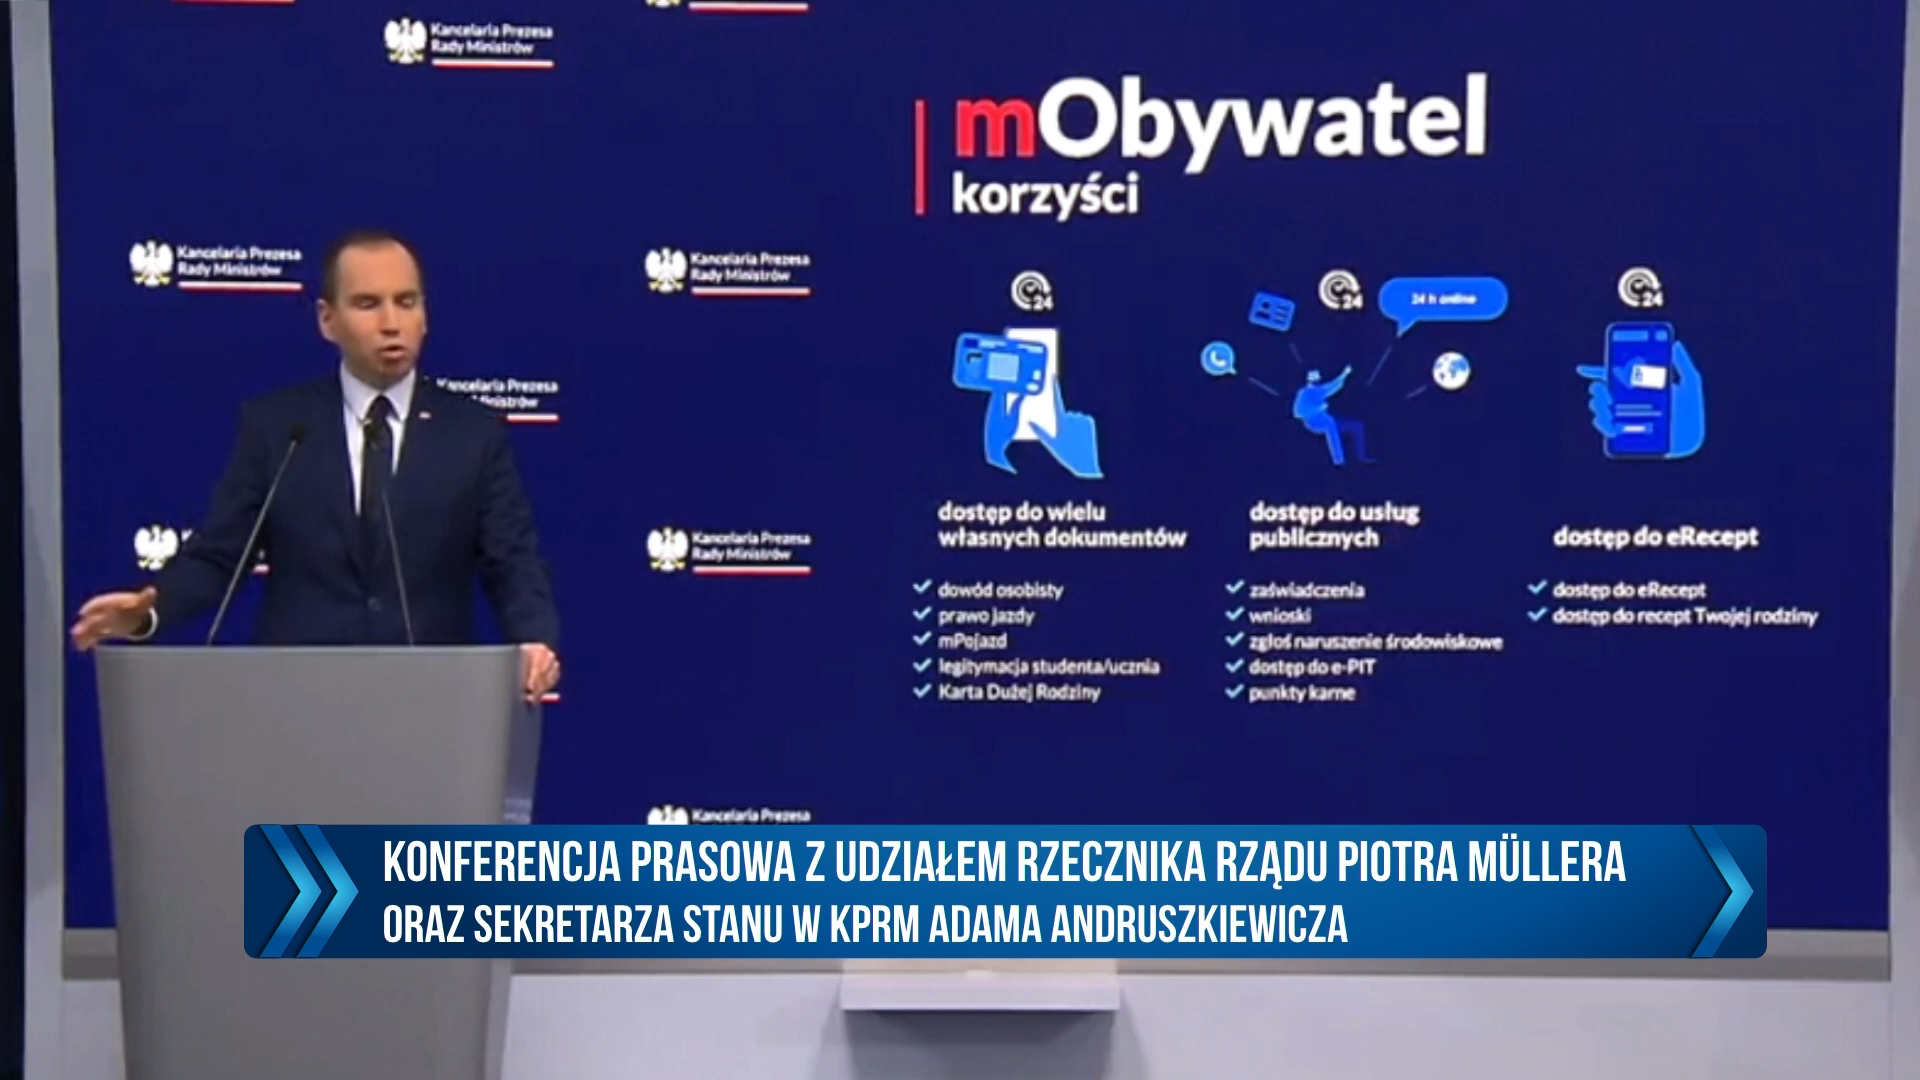 Kancelaria Prezesa
Rady Ministrów
mObywatel
korzyści
Kancelaria Prezesa
Rady Ministrów
Kancelaria Prezesa
Rady Ministrów
Kancelaria Prezesa
Ministrów
24
24
24 h online
24
dostęp do wielu
własnych dokumentów
dowód osobisty
prawo jazdy
mPojazd
legitymacja studenta/ucznia
Karta Dużej Rodziny
dostęp do usług
publicznych
zaświadczenia
wnioski
zgłoś naruszenie środowiskowe
dostęp do e-PIT
punkty karne
dostęp do eRecept
dostęp do eRecept
dostęp do recept Twojej rodziny
Kancelaria Prezesa
Rady Ministrów
Kancelaria Prezesa
KONFERENCJA PRASOWA Z UDZIAŁEM RZECZNIKA RZĄDU PIOTRA MÜLLERA
ORAZ SEKRETARZA STANU W KPRM ADAMA ANDRUSZKIEWICZA